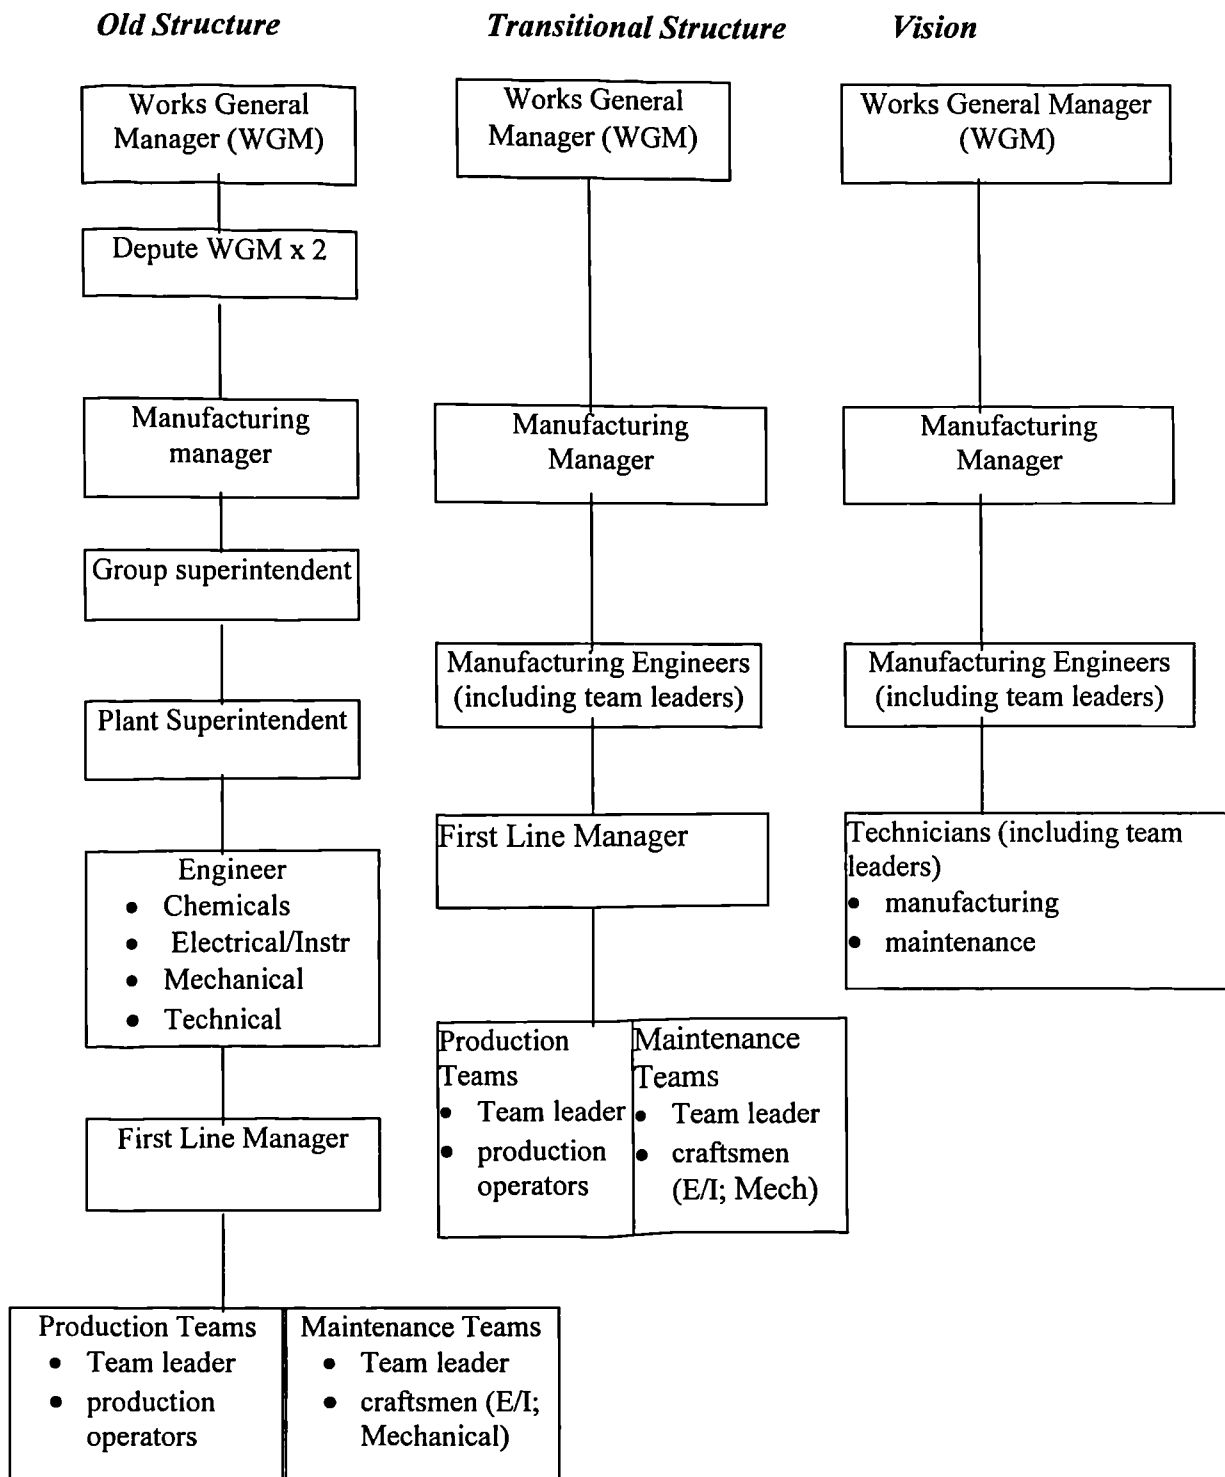 Old Structure
Works General
Manager (WGM)
Depute WGM x 2
Manufacturing
manager
Group superintendent
Plant Superintendent
Engineer
• Chemicals
• Electrical/Instr
• Mechanical
• Technical
First Line Manager
Production Teams
• Team leader
• production
operators
Maintenance Teams
• Team leader
• craftsmen (E/I;
Mechanical)
Transitional Structure
Works General
Manager (WGM)
Manufacturing
Manager
Manufacturing Engineers
(including team leaders)
First Line Manager
Production
Teams
• Team leader
• production
operators
Maintenance
Teams
• Team leader
• craftsmen
(E/I; Mech)
Vision
Works General Manager
(WGM)
Manufacturing
Manager
Manufacturing Engineers
(including team leaders)
Technicians (including team
leaders)
• manufacturing
• maintenance